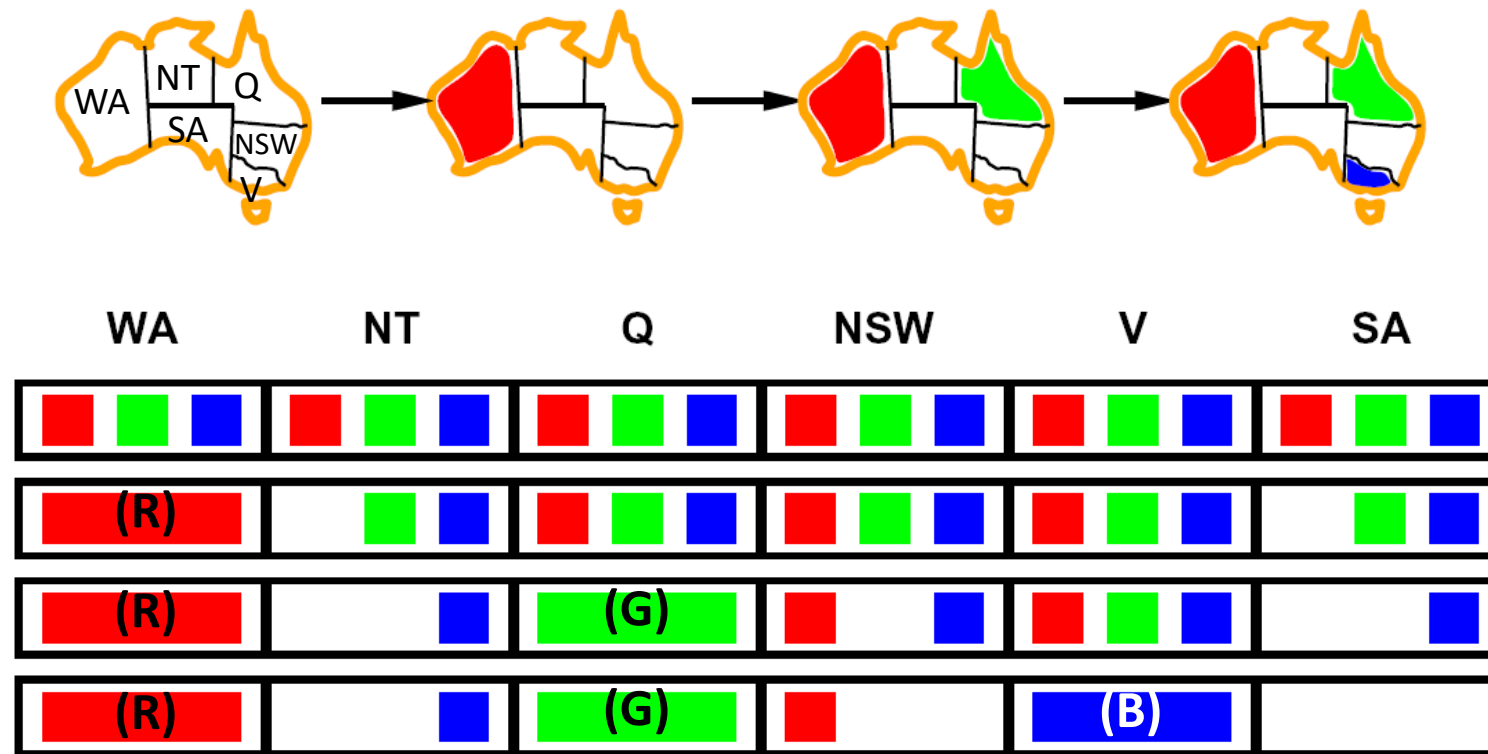 WA NT Q
SA NSW
V
WA NT Q NSW V SA
(R)
(R) (G)
(R) (G) (B)